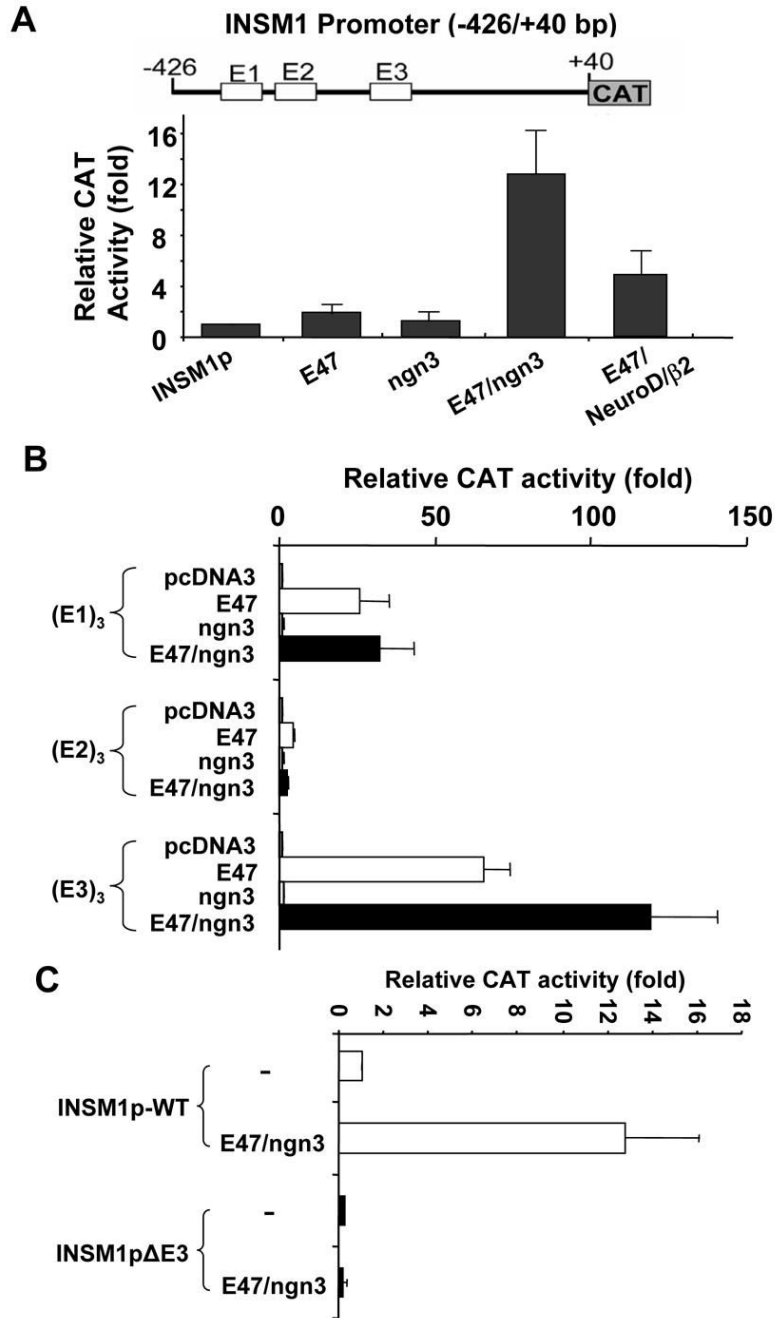 A
INSM1 Promoter (-426/+40 bp)
-426 E1 E2 E3 +40
CAT
Relative CAT
Activity (fold)
16
12
8
4
0
INSM1p
E47
ngn3
E47/ngn3
E47/
NeuroD/β2
B
Relative CAT activity (fold)
0 50 100 150
(E1)3
pcDNA3
E47
ngn3
E47/ngn3
(E2)3
pcDNA3
E47
ngn3
E47/ngn3
(E3)3
pcDNA3
E47
ngn3
E47/ngn3
C
Relative CAT activity (fold)
0 2 4 6 8 10 12 14 16 18
INSM1p-WT
-
E47/ngn3
INSM1pΔE3
-
E47/ngn3